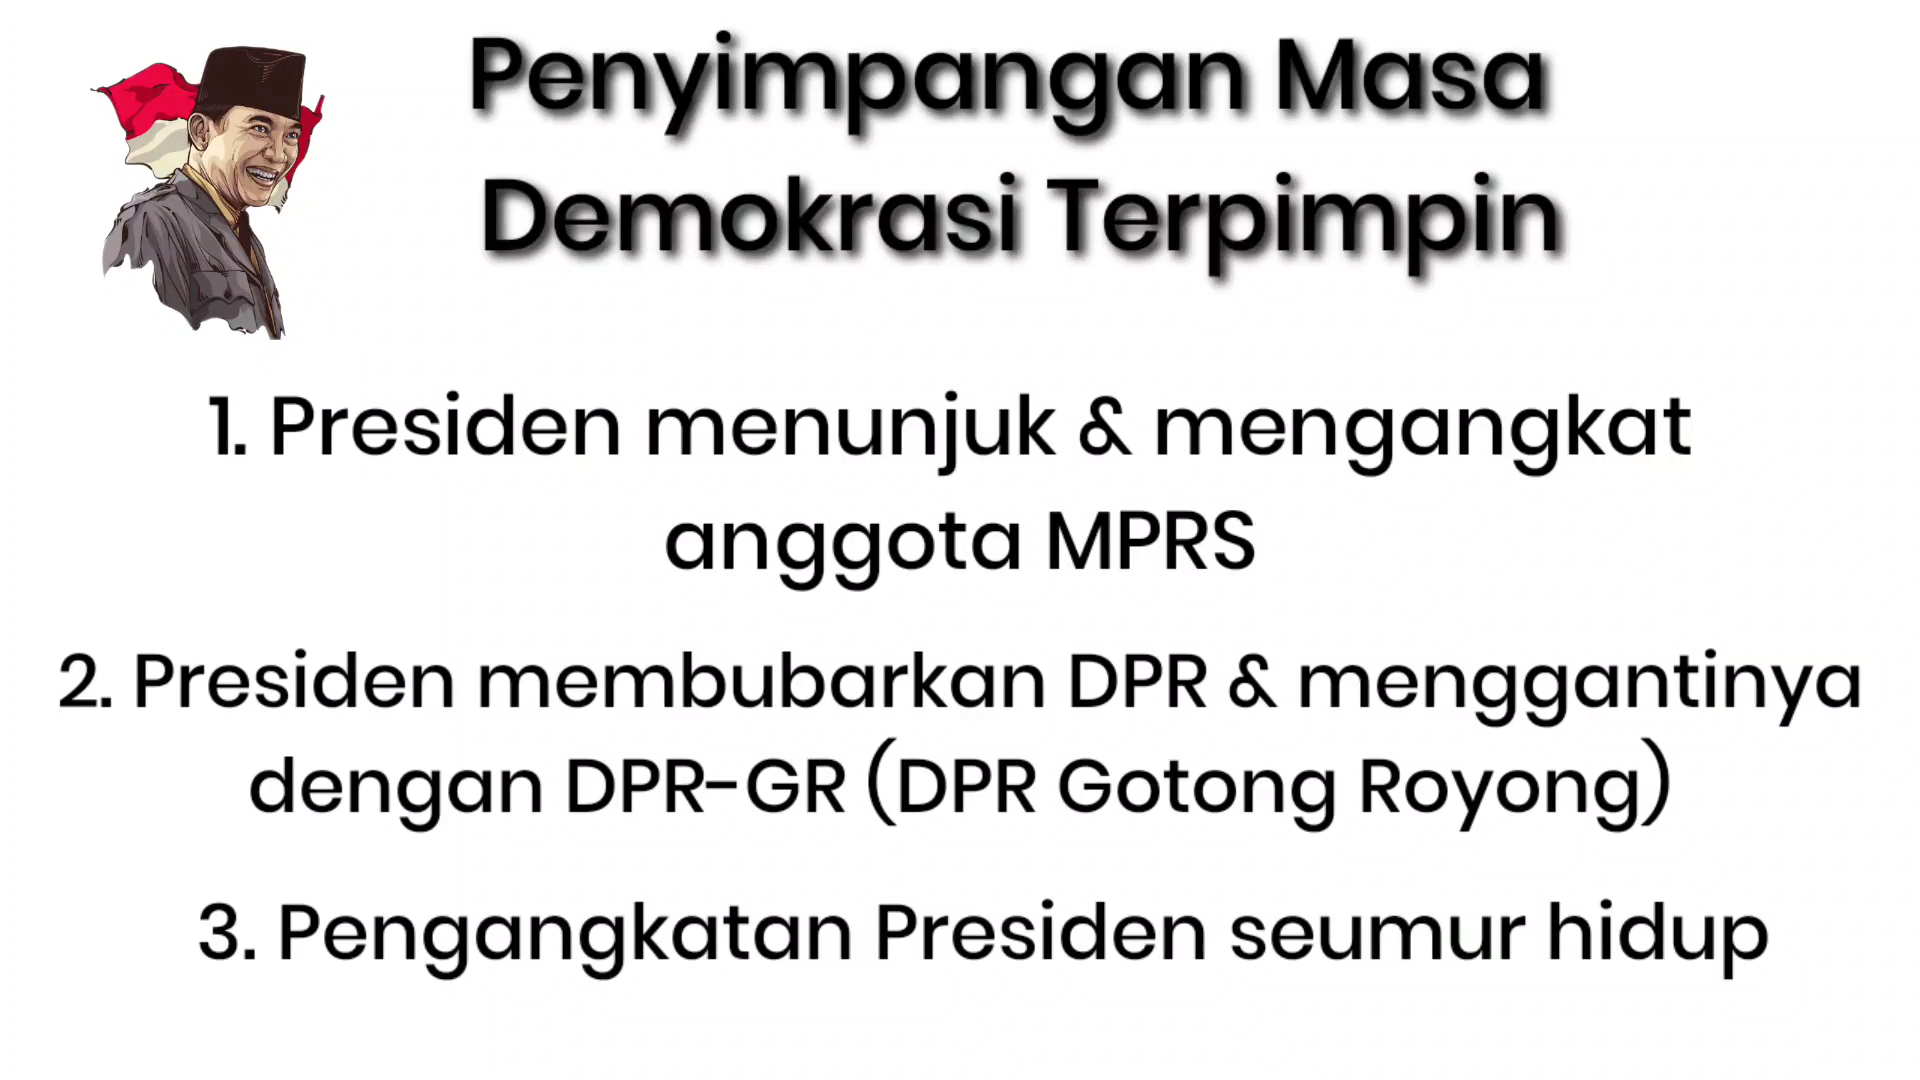 Penyimpangan Masa
Demokrasi Terpimpin
1. Presiden menunjuk & mengangkat
anggota MPRS
2. Presiden membubarkan DPR & menggantinya
dengan DPR-GR (DPR Gotong Royong)
3. Pengangkatan Presiden seumur hidup